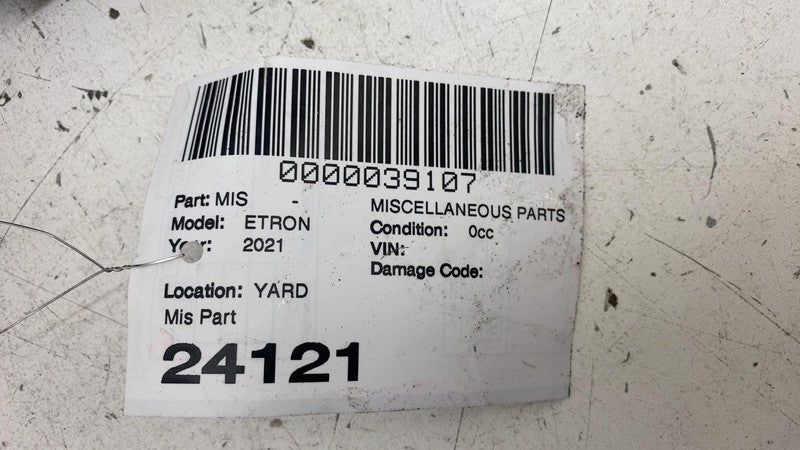 0000039107
Part: MIS - MISCELLANEOUS PARTS
Model: ETRON Condition: 0cc
Year: 2021 VIN:
Damage Code:
Location: YARD
Mis Part
24121